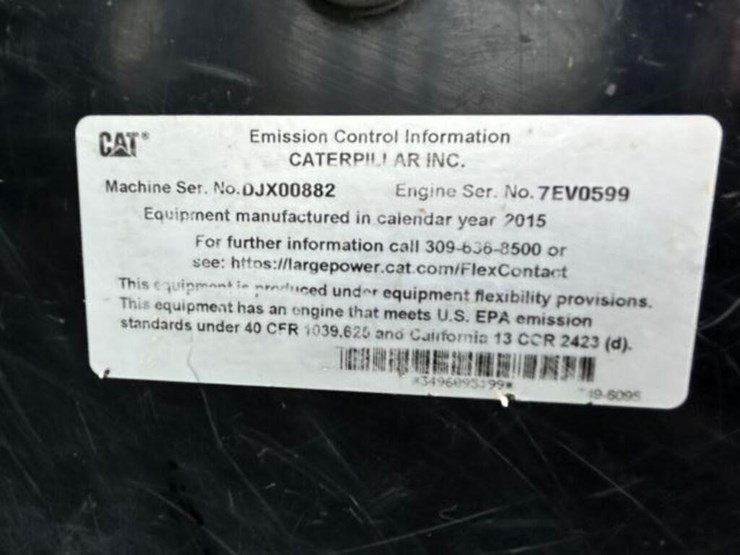 CAT®
Emission Control Information
CATERPILLAR INC.
Machine Ser. No. DJX00882 Engine Ser. No. 7EV0599
Equipment manufactured in calendar year 2015
For further information call 309-636-8500 or
see: https://largepower.cat.com/FlexContact
This equipment is produced under equipment flexibility provisions.
This equipment has an engine that meets U.S. EPA emission
standards under 40 CFR 1039.625 and California 13 CCR 2423 (d).